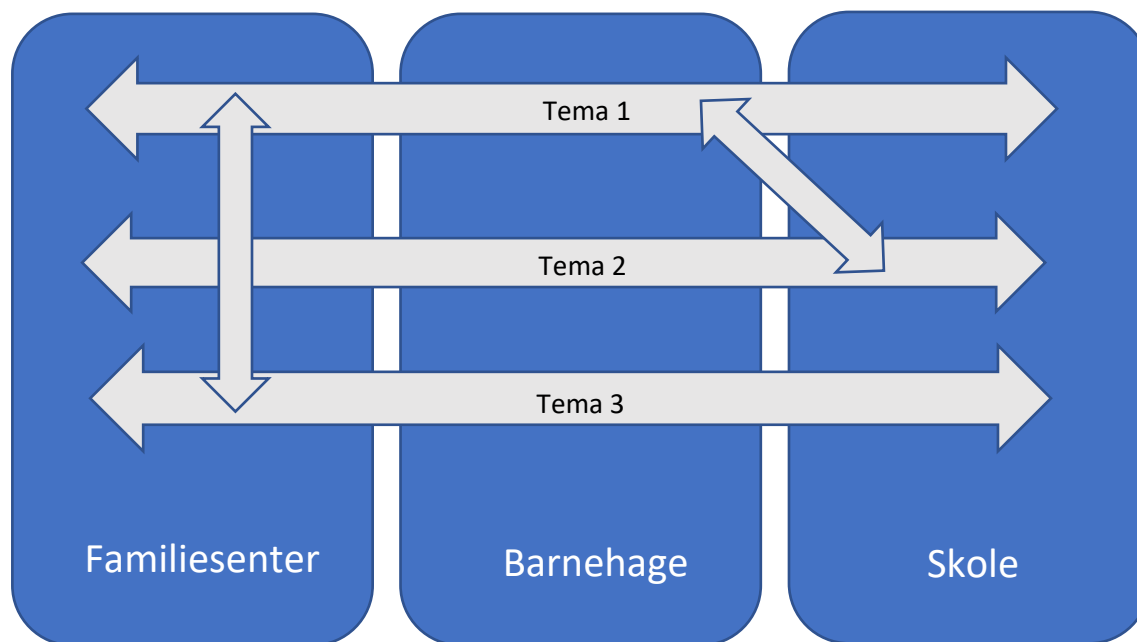 Tema 1
Tema 2
Tema 3
Familiesenter
Barnehage
Skole